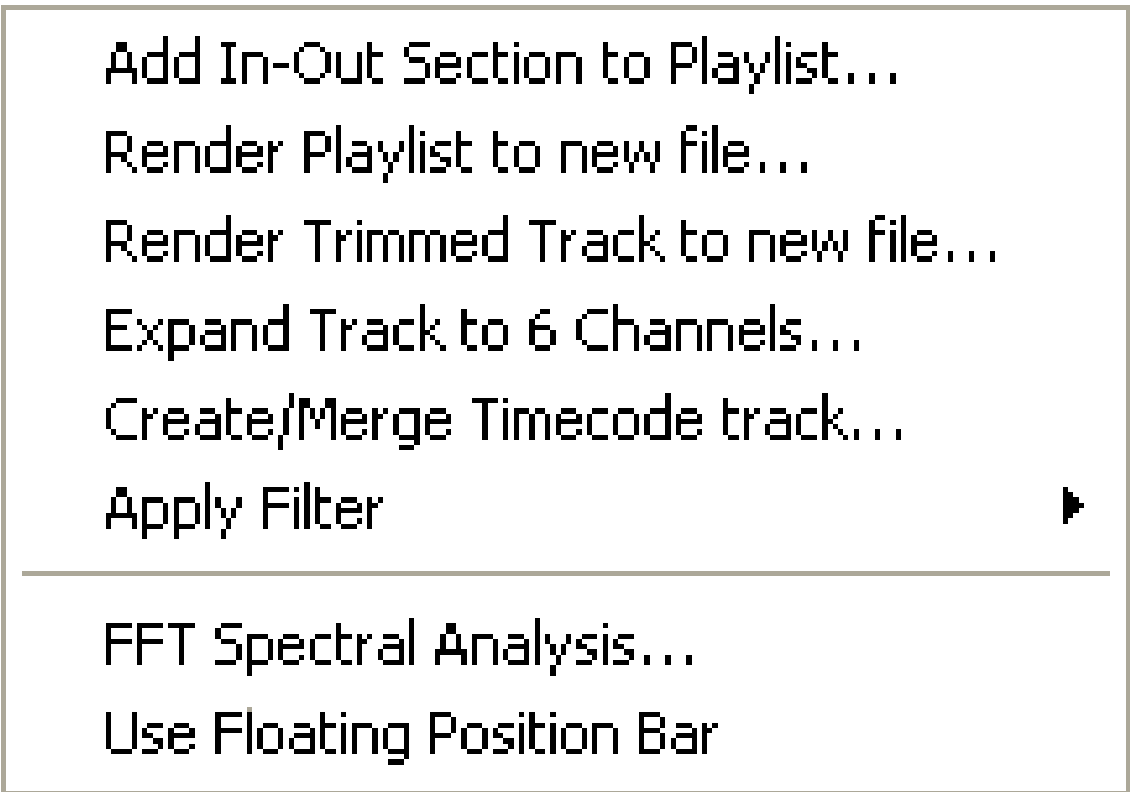 Add In-Out Section to Playlist...
Render Playlist to new file...
Render Trimmed Track to new file...
Expand Track to 6 Channels...
Create/Merge Timecode track...
Apply Filter
FFT Spectral Analysis...
Use Floating Position Bar